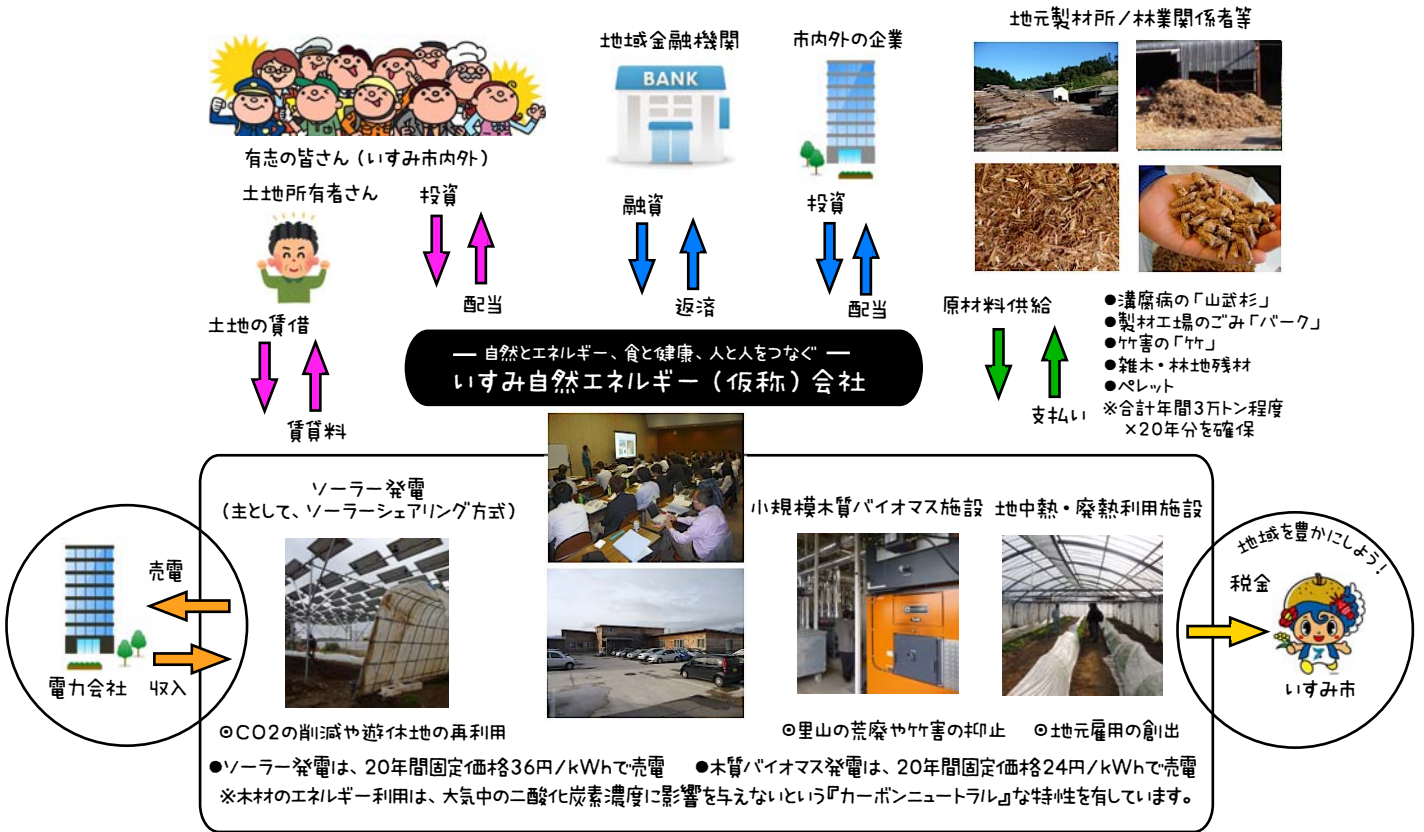 地元製材所/林業関係者等
地域金融機関
市内外の企業
BANK
有志の皆さん(いすみ市内外)
土地所有者さん
投資
融資
投資
配当
返済
配当
原材料供給
支払い
●溝腐病の「山武杉」
●製材工場のごみ「バーク」
●竹害の「竹」
●雑木・林地残材
●ペレット
※合計年間3万トン程度
×20年分を確保
土地の賃借
賃貸料
― 自然とエネルギー、食と健康、人と人をつなぐ ―
いすみ自然エネルギー(仮称)会社
ソーラー発電
(主として、ソーラーシェアリング方式)
小規模木質バイオマス施設
地中熱・廃熱利用施設
売電
電力会社
収入
地域を豊かにしよう!
税金
いすみ市
◎CO2の削減や遊休地の再利用
◎里山の荒廃や竹害の抑止
◎地元雇用の創出
●ソーラー発電は、20年間固定価格36円/kWhで売電
●木質バイオマス発電は、20年間固定価格24円/kWhで売電
※木材のエネルギー利用は、大気中の二酸化炭素濃度に影響を与えないという『カーボンニュートラル』な特性を有しています。